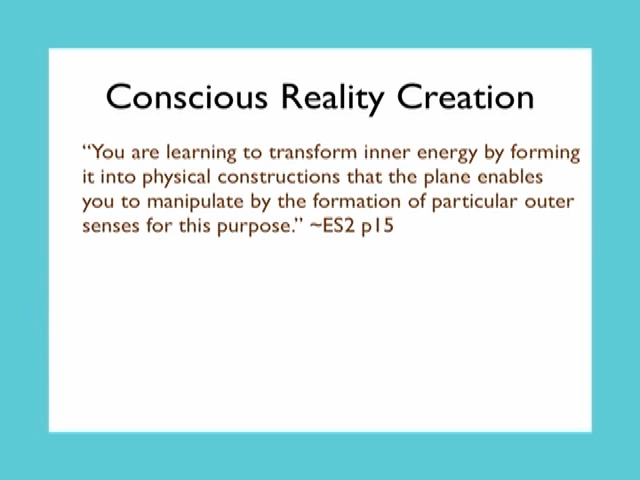 Conscious Reality Creation
“You are learning to transform inner energy by forming
it into physical constructions that the plane enables
you to manipulate by the formation of particular outer
senses for this purpose.” ~ES2 p15